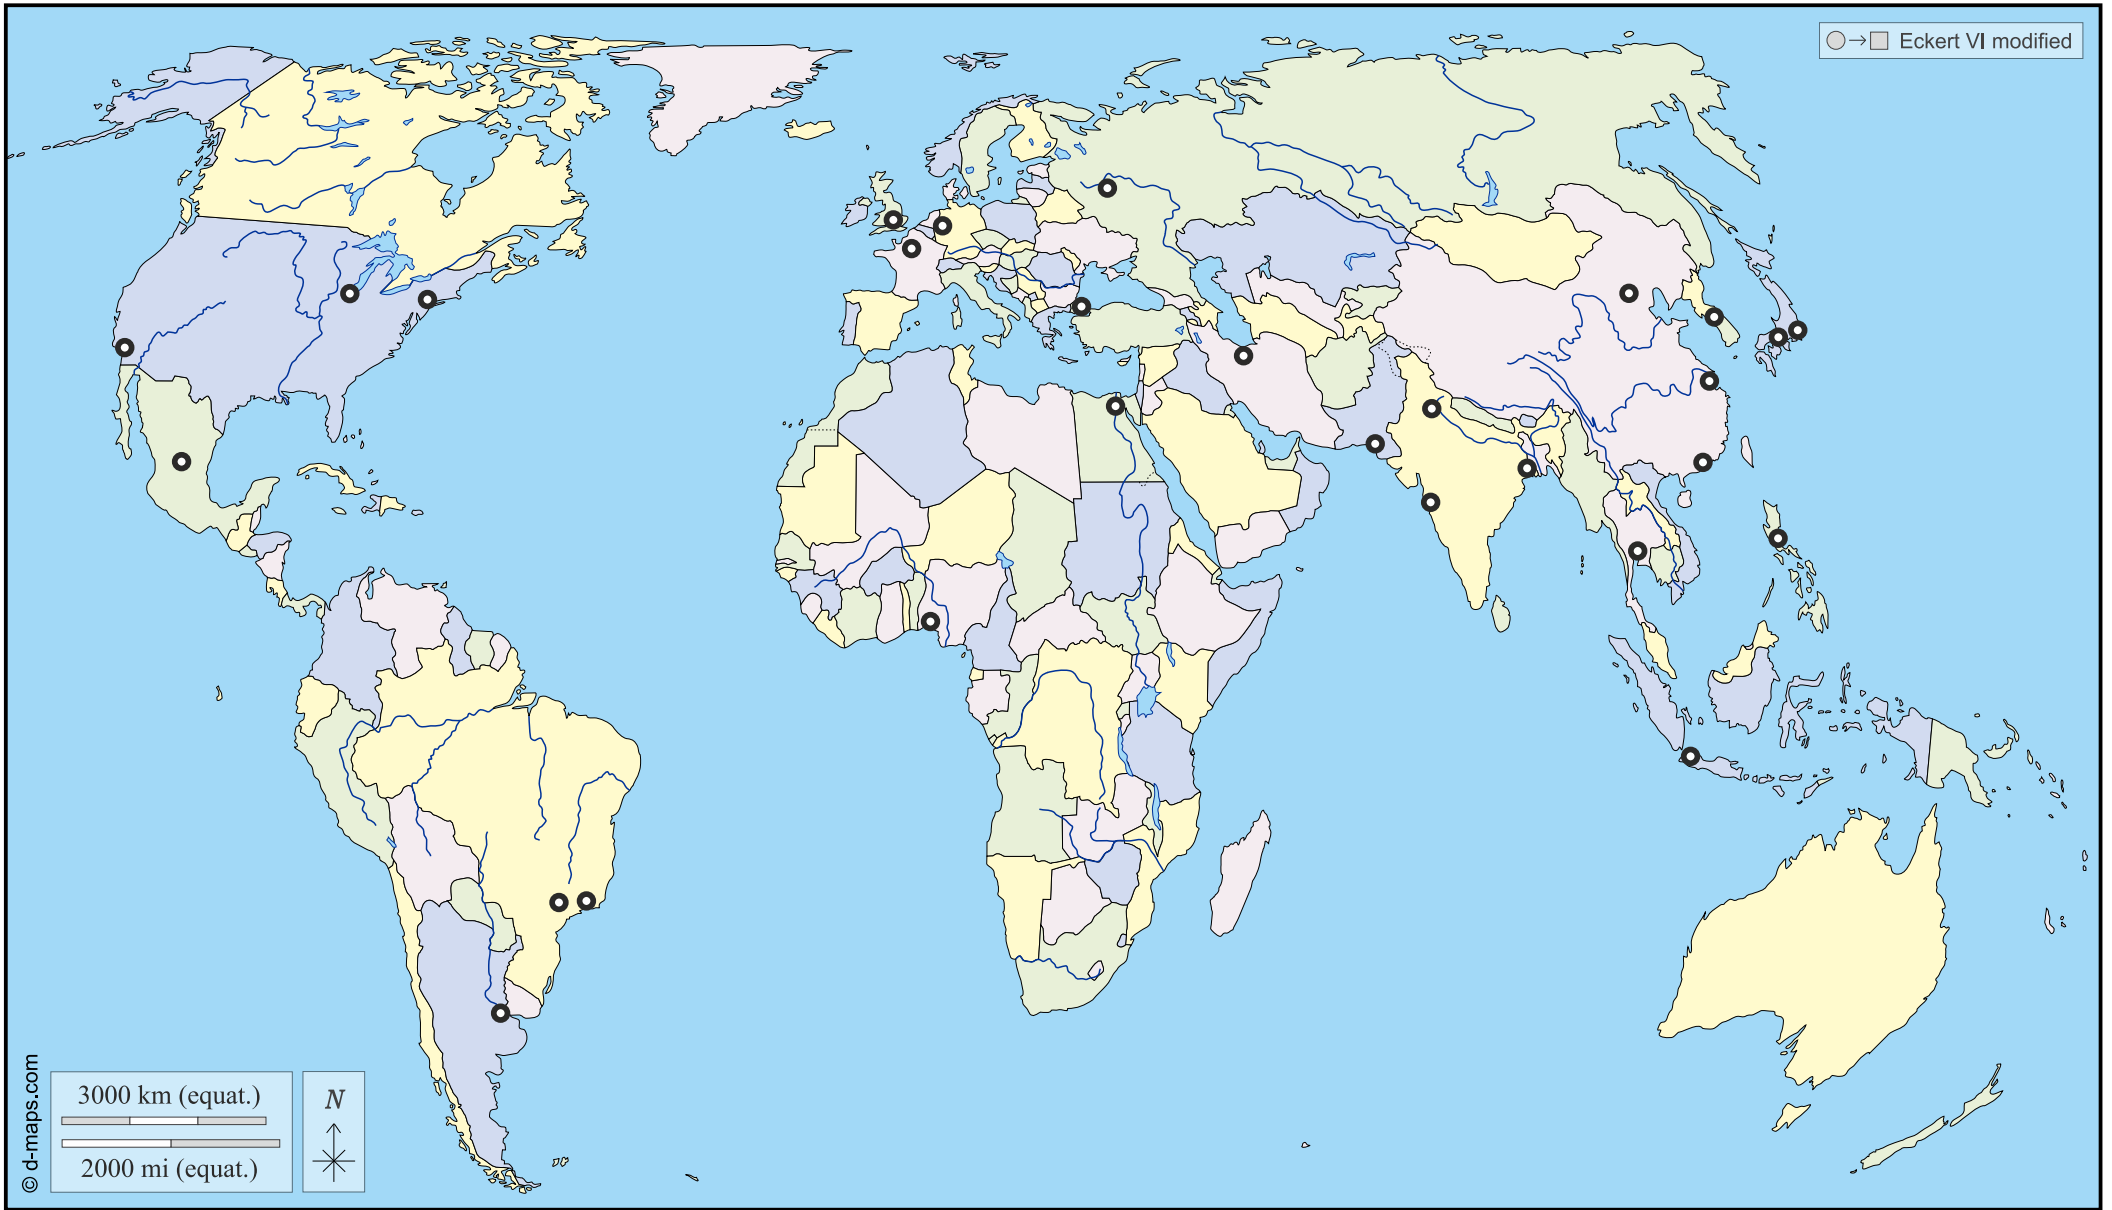 Eckert VI modified
3000 km (equat.)
2000 mi (equat.)
N
© d-maps.com